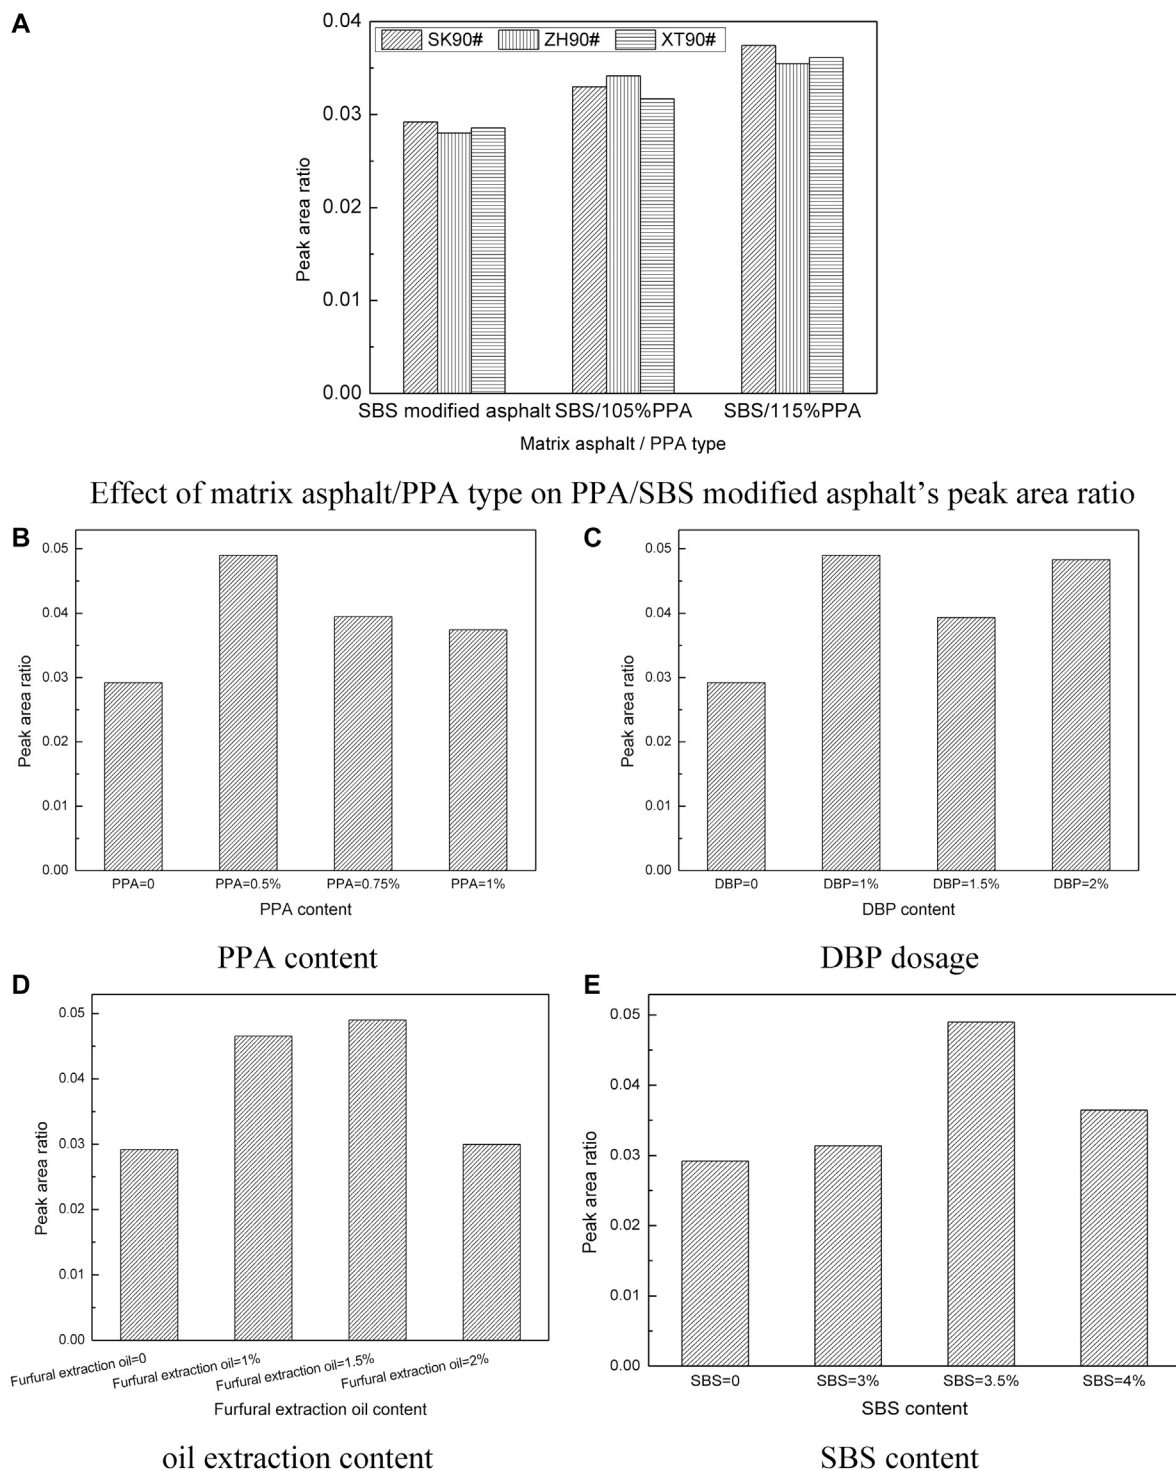 A
0.04
SK90# ZH90# XT90#
0.03
0.02
0.01
0.00
Peak area ratio
SBS modified asphalt SBS/105%PPA SBS/115%PPA
Matrix asphalt / PPA type
Effect of matrix asphalt/PPA type on PPA/SBS modified asphalt's peak area ratio
B
0.05
0.04
0.03
0.02
0.01
0.00
Peak area ratio
PPA=0 PPA=0.5% PPA=0.75% PPA=1%
PPA content
PPA content
C
0.05
0.04
0.03
0.02
0.01
0.00
Peak area ratio
DBP=0 DBP=1% DBP=1.5% DBP=2%
DBP content
DBP dosage
D
0.05
0.04
0.03
0.02
0.01
0.00
Peak area ratio
Furfural extraction oil=0 Furfural extraction oil=1% Furfural extraction oil=1.5% Furfural extraction oil=2%
Furfural extraction oil content
oil extraction content
E
0.05
0.04
0.03
0.02
0.01
0.00
Peak area ratio
SBS=0 SBS=3% SBS=3.5% SBS=4%
SBS content
SBS content